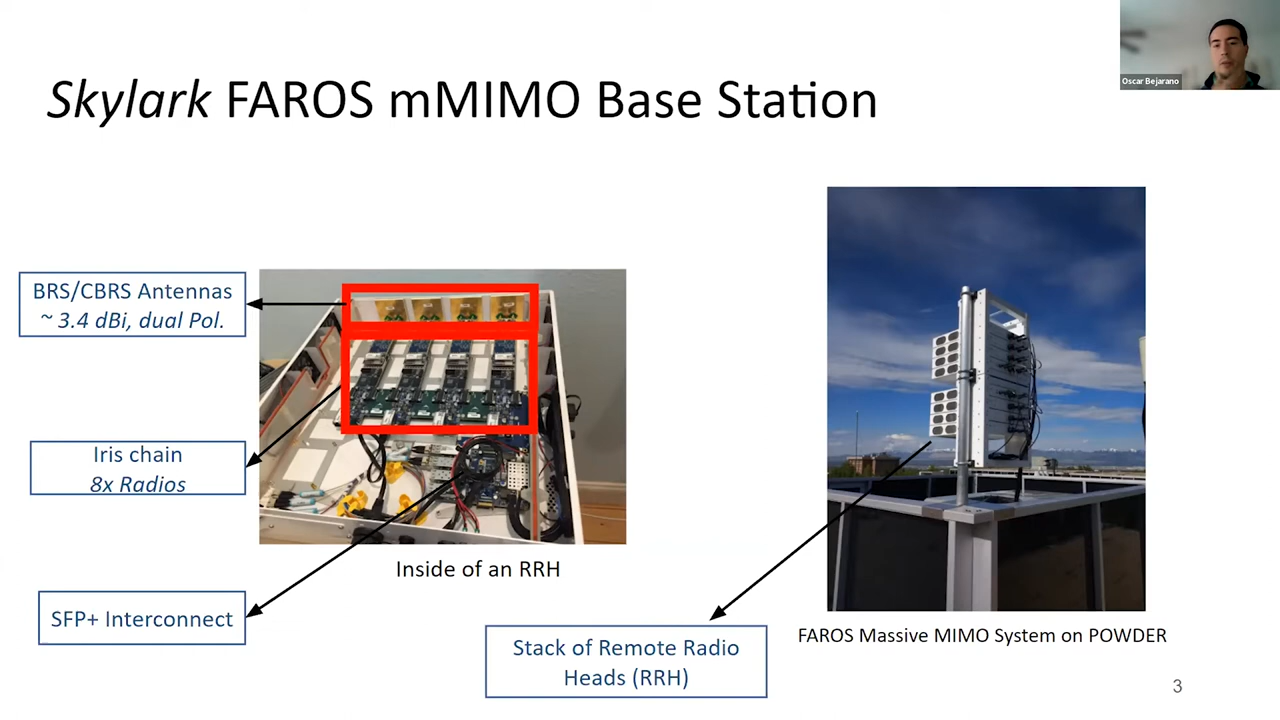 Oscar Bejarano
Skylark FAROS mMIMO Base Station
BRS/CBRS Antennas
~ 3.4 dBi, dual Pol.
Iris chain
8x Radios
SFP+ Interconnect
Inside of an RRH
Stack of Remote Radio
Heads (RRH)
FAROS Massive MIMO System on POWDER
3